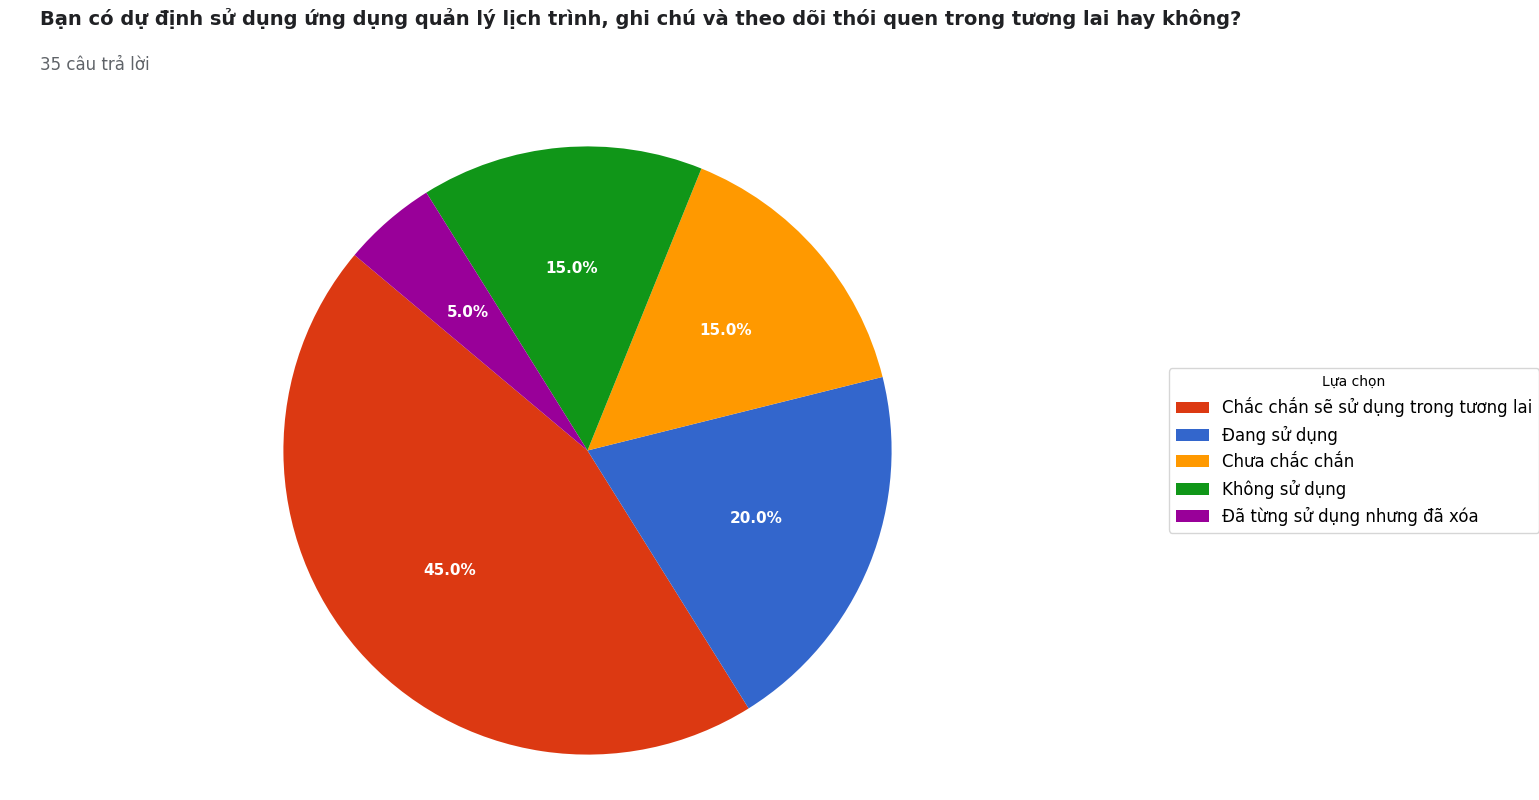 Bạn có dự định sử dụng ứng dụng quản lý lịch trình, ghi chú và theo dõi thói quen trong tương lai hay không?
35 câu trả lời
15.0%
15.0%
5.0%
20.0%
45.0%
Lựa chọn
Chắc chắn sẽ sử dụng trong tương lai
Đang sử dụng
Chưa chắc chắn
Không sử dụng
Đã từng sử dụng nhưng đã xóa